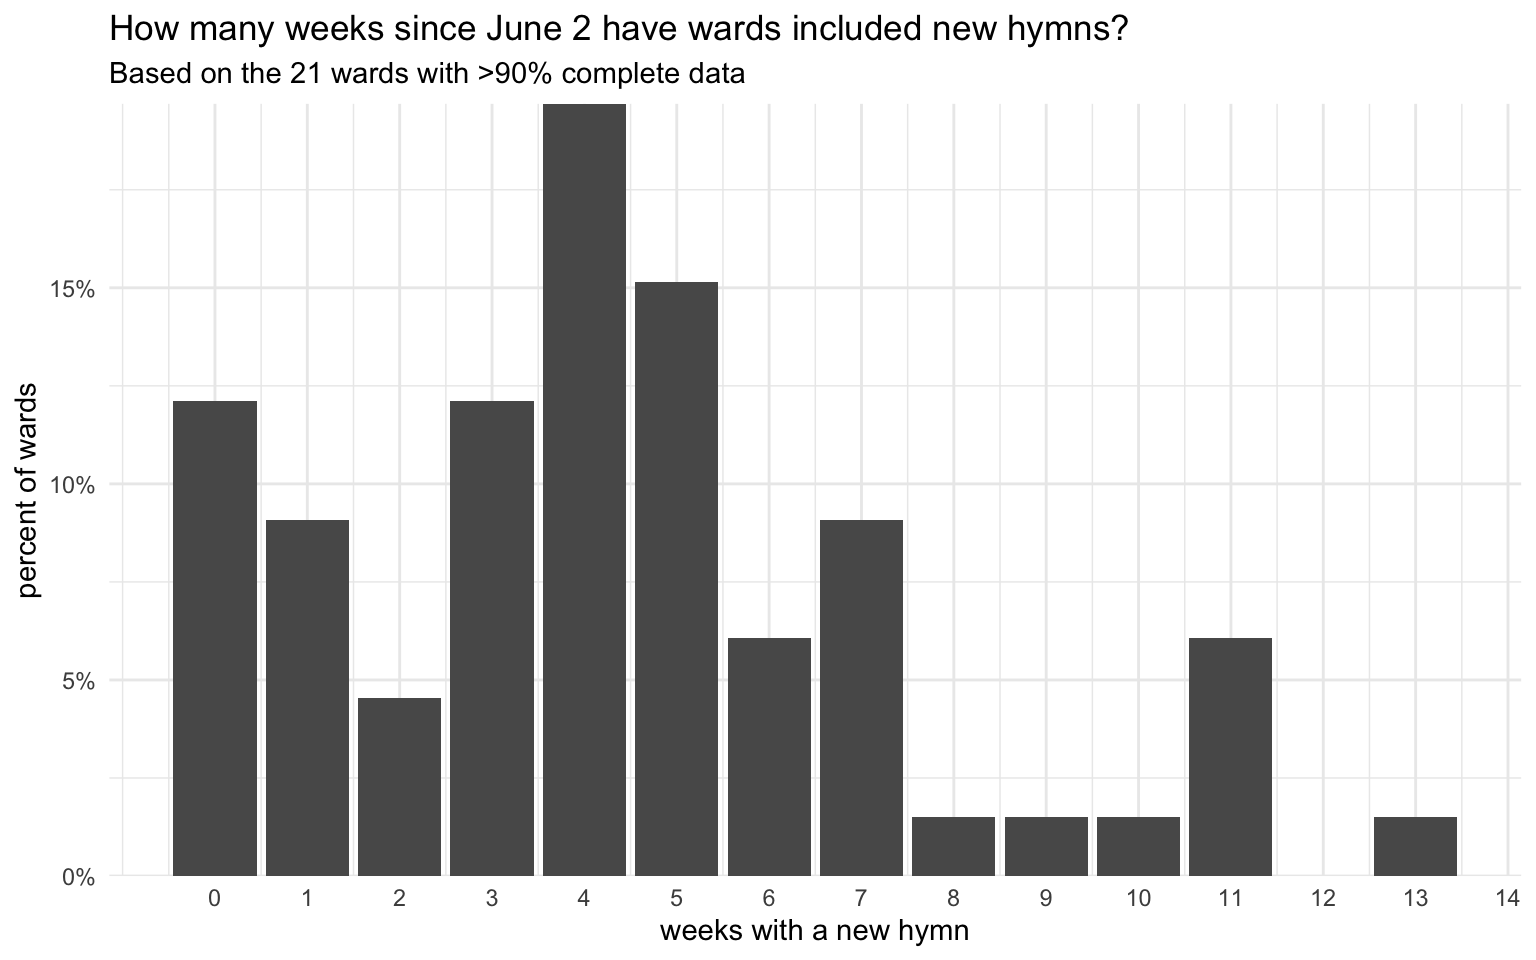 How many weeks since June 2 have wards included new hymns?
Based on the 21 wards with >90% complete data
percent of wards
15%
10%
5%
0%
0 1 2 3 4 5 6 7 8 9 10 11 12 13 14
weeks with a new hymn